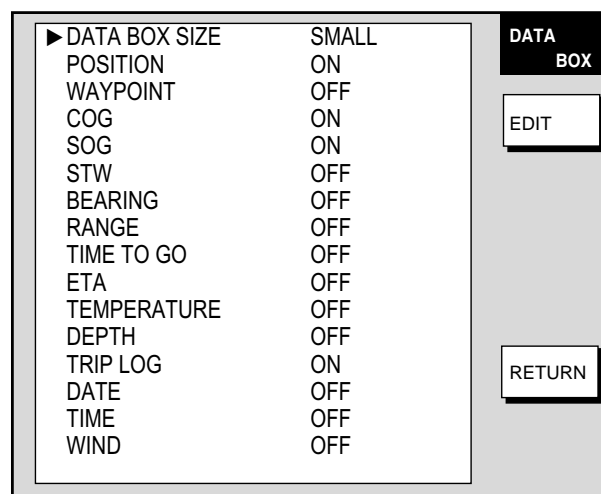 ▶DATA BOX SIZE SMALL
POSITION ON
WAYPOINT OFF
COG ON
SOG ON
STW OFF
BEARING OFF
RANGE OFF
TIME TO GO OFF
ETA OFF
TEMPERATURE OFF
DEPTH OFF
TRIP LOG ON
DATE OFF
TIME OFF
WIND OFF
DATA
BOX
EDIT
RETURN